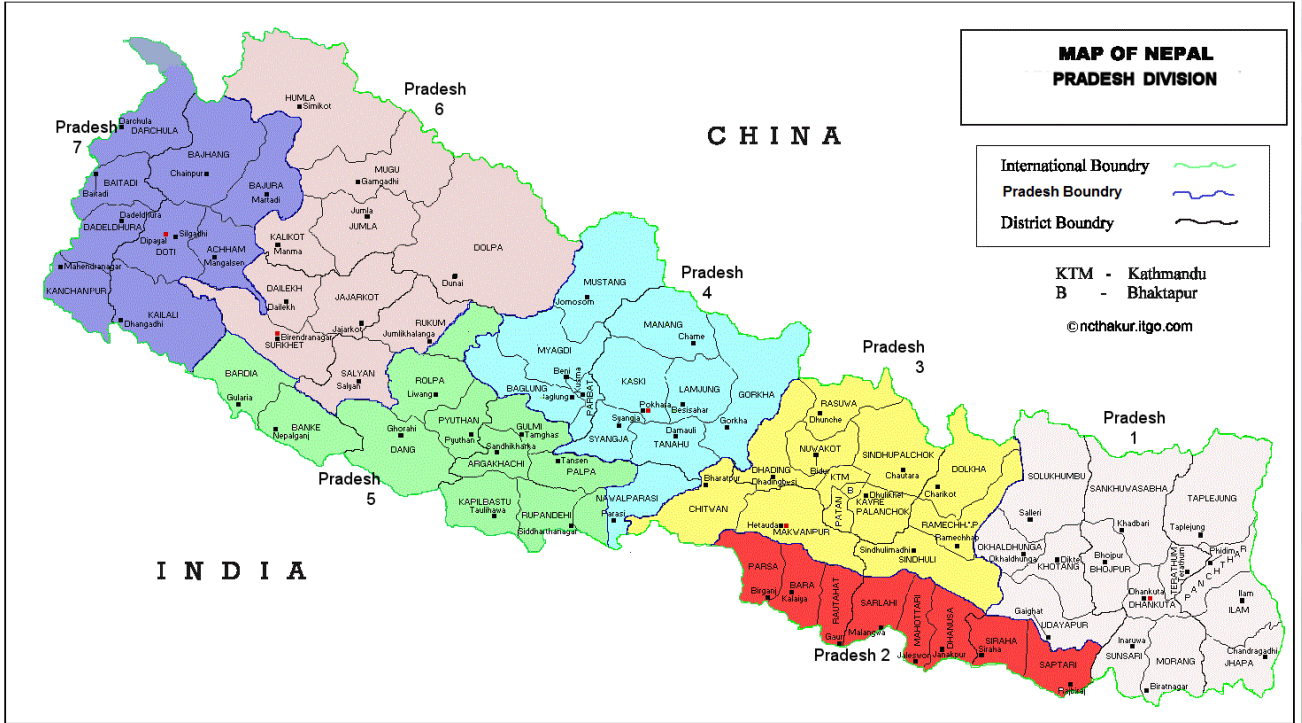 MAP OF NEPAL
PRADESH DIVISION
International Boundry
Pradesh Boundry
District Boundry
KTM - Kathmandu
B - Bhaktapur
©ncthakur.itgo.com
CHINA
INDIA
Pradesh
7
Darchula
DARCHULA
BAJHANG
Chainpur
BAITADI
Baitadi
BAJURA
Martadi
Dadeldhura
DADELDHURA
Dipayal
Silgadhi
DOTI
ACHHAM
Mangalsen
Mahendranagar
KANCHANPUR
KAILALI
Dhangadhi
Pradesh
6
HUMLA
Simikot
MUGU
Gamgadhi
Jumla
JUMLA
KALIKOT
Manma
DOLPA
Dunai
DAILEKH
Dailekh
JAJARKOT
Jajarkot
RUKUM
Jumlikhalanga
Birendranagar
SURKHET
SALYAN
Salyan
Pradesh
5
BARDIA
Gularia
BANKE
Nepalganj
ROLPA
Liwang
PYUTHAN
Pyuthan
Ghorahi
DANG
GULMI
Tamghas
Sandhikharka
ARGAKHACHI
Tansen
PALPA
KAPILBASTU
Taulihawa
RUPANDEHI
Siddharthanagar
Pradesh
4
MUSTANG
Jomosom
MANANG
Chame
MYAGDI
Beni
Kusma
PARBAT
BAGLUNG
aglung
KASKI
Pokhara
LAMJUNG
Besisahar
GORKHA
Gorkha
Syangja
SYANGJA
Damauli
TANAHU
NAVALPARASI
Parasi
Pradesh
3
RASUWA
Dhunche
NUVAKOT
Bidur
SINDHUPALCHOK
Chautara
DOLKHA
Charikot
DHADING
Dhadingbesi
KTM
B
Dhulikhel
KAVRE
PALANCHOK
PATAN
Bharatpur
CHITWAN
Hetauda
MAKWANPUR
RAMECHH
Ramechhap
Sindhulimadhi
SINDHULI
Pradesh 2
PARSA
Birganj
BARA
Kalaiya
RAUTAHAT
Gaur
SARLAHI
Malangwa
MAHOTTARI
Jaleswor
DHANUSA
Janakpur
SIRAHA
Siraha
SAPTARI
Rajbiraj
Pradesh
1
SOLUKHUMBU
Salleri
SANKHUWASABHA
Khadbari
TAPLEJUNG
Taplejung
OKHALDHUNGA
Okhaldhunga
Diktel
KHOTANG
Bhojpur
BHOJPUR
TERATHUM
Terathum
Phidim
PANCHTHAR
Dhankuta
DHANKUTA
Ilam
ILAM
Gaighat
UDAYAPUR
Inaruwa
SUNSARI
MORANG
Biratnagar
Chandragadhi
JHAPA